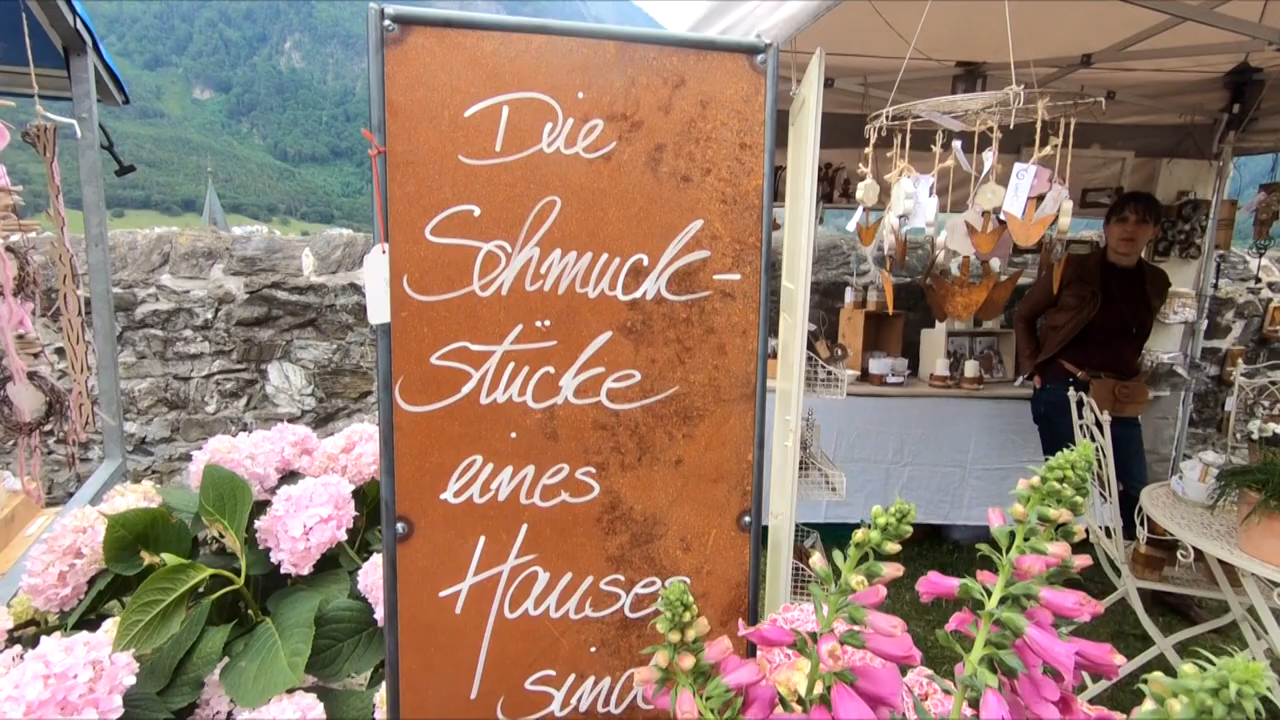 Die
Schmuck-
stücke
eines
Hauses
sind